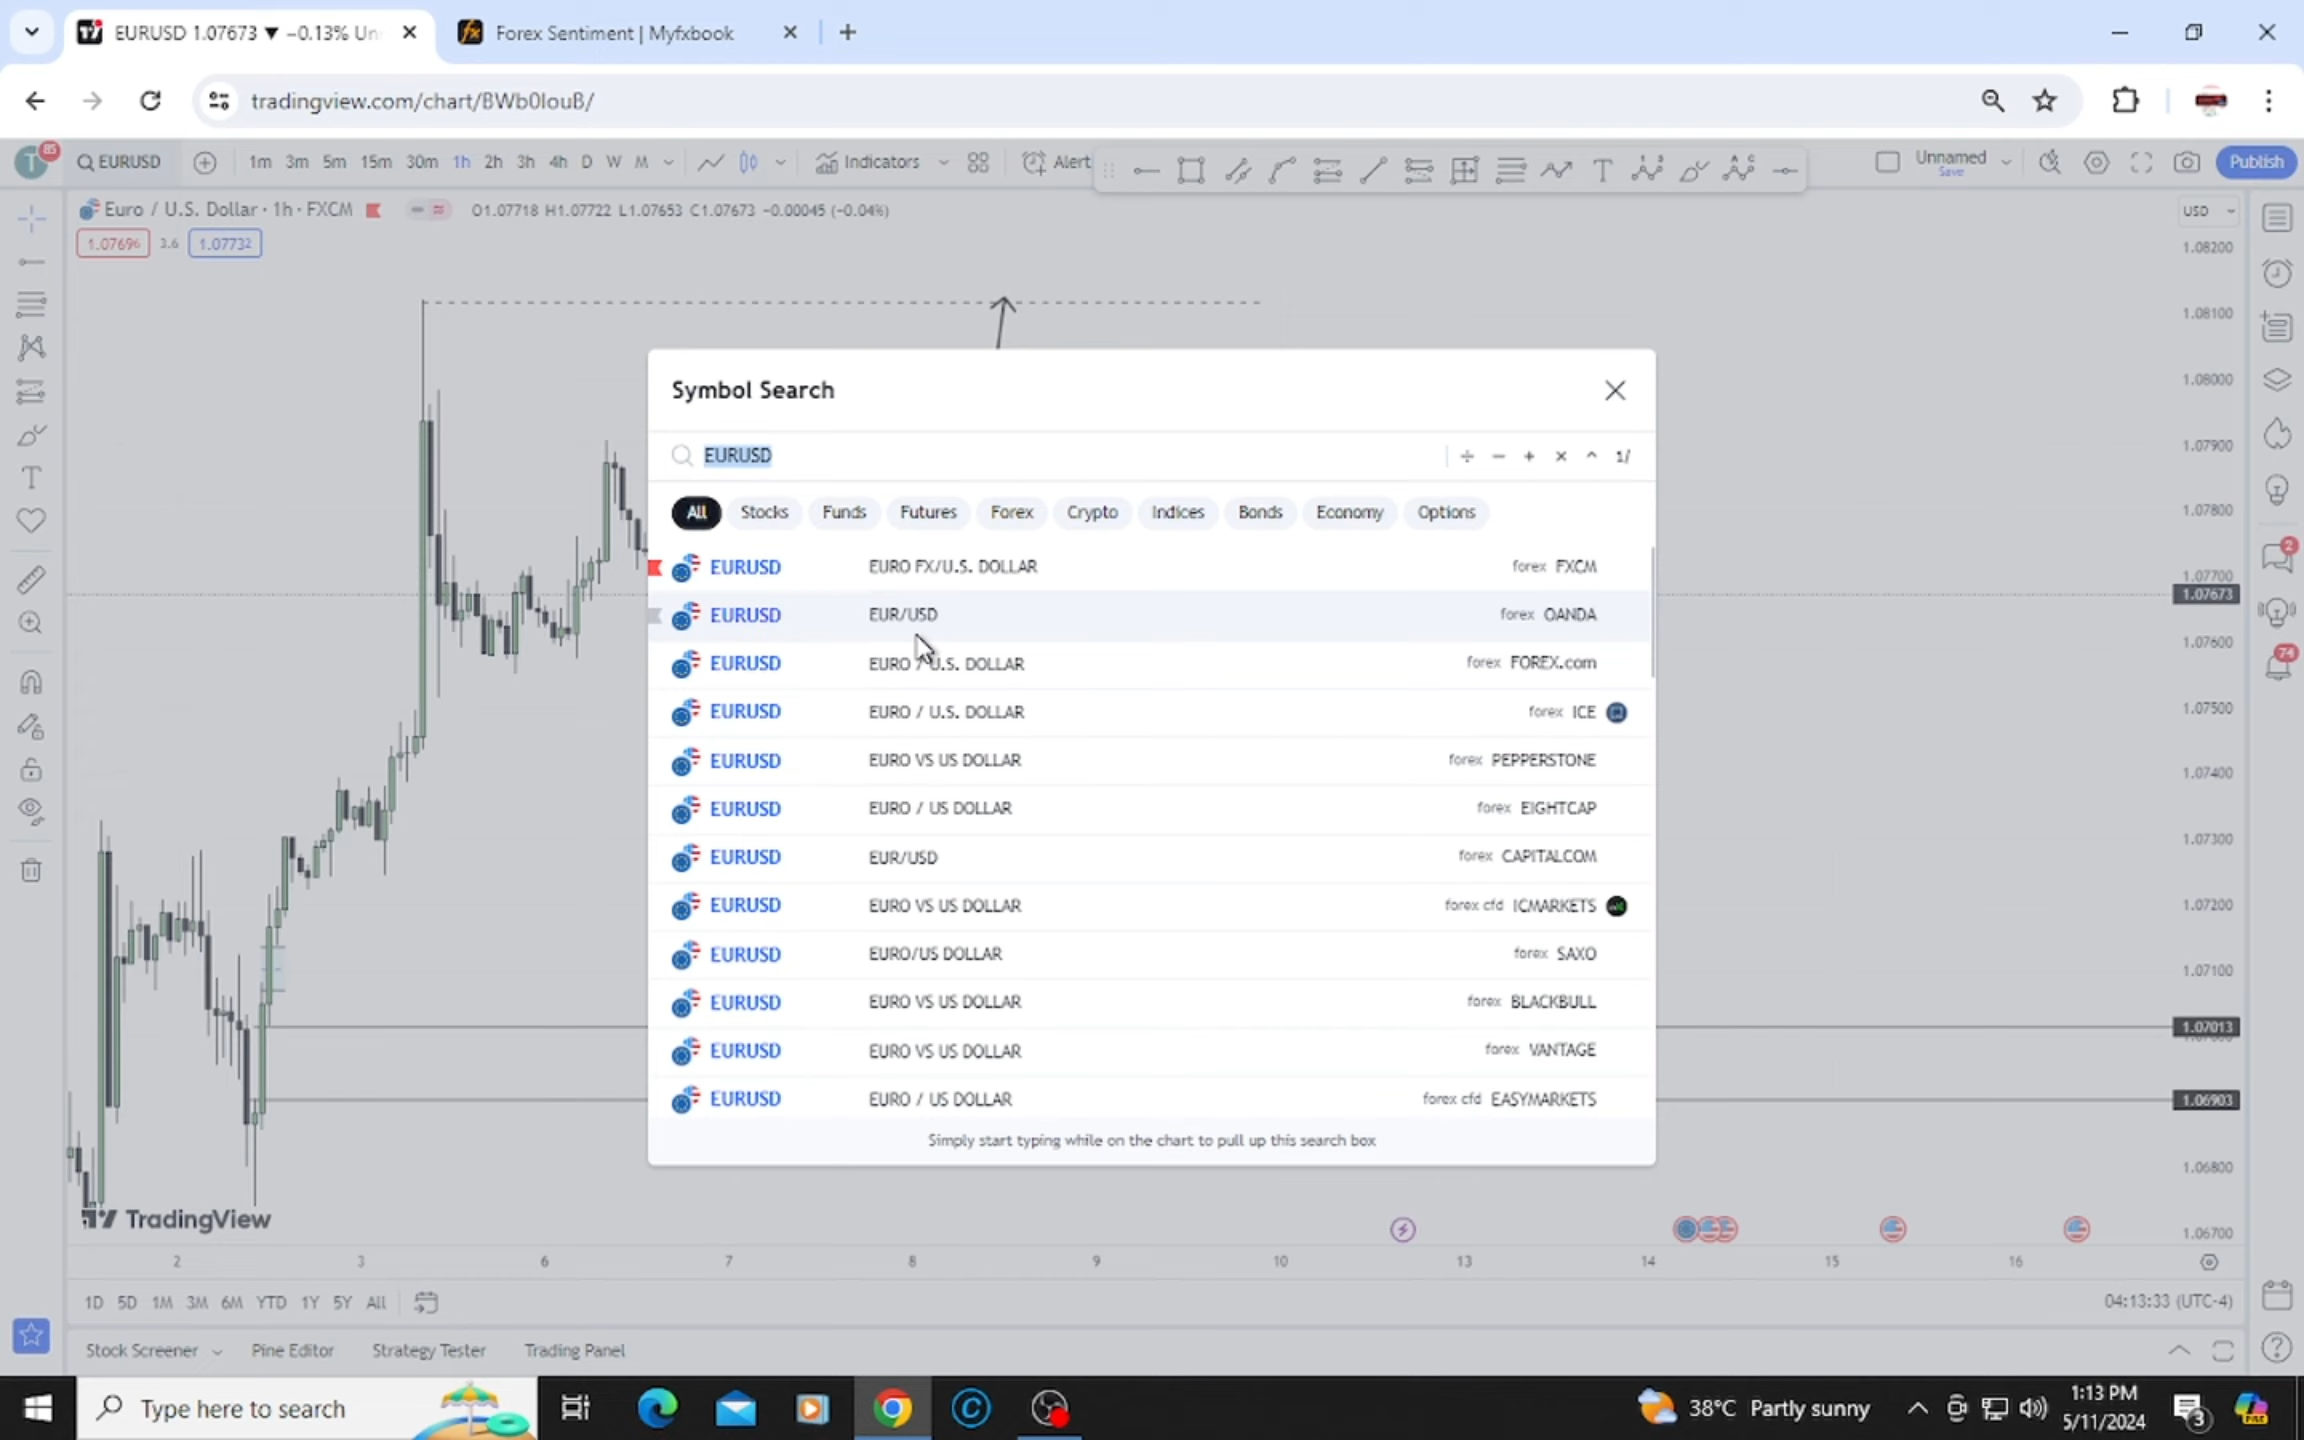 EURUSD 1.07673 ▼ −0.13% Un
Forex Sentiment | Myfxbook
tradingview.com/chart/BWb0louB/
T 85 EURUSD 1m 3m 5m 15m 30m 1h 2h 3h 4h D W M Indicators Alert T Unnamed Save Publish
Euro / U.S. Dollar · 1h · FXCM O1.07718 H1.07722 L1.07653 C1.07673 −0.00045 (−0.04%)
USD
1.07696 3.6 1.07732
1.08200
1.08100
1.08000
1.07900
1.07800
1.07700
1.07673
1.07600
1.07500
1.07400
1.07300
1.07200
1.07100
1.07013
1.06903
1.06800
1.06700
2
74
Symbol Search
EURUSD ÷ − + × ^ 1/
All Stocks Funds Futures Forex Crypto Indices Bonds Economy Options
EURUSD EURO FX/U.S. DOLLAR forex FXCM
EURUSD EUR/USD forex OANDA
EURUSD EURO / U.S. DOLLAR forex FOREX.com
EURUSD EURO / U.S. DOLLAR forex ICE
EURUSD EURO VS US DOLLAR forex PEPPERSTONE
EURUSD EURO / US DOLLAR forex EIGHTCAP
EURUSD EUR/USD forex CAPITALCOM
EURUSD EURO VS US DOLLAR forex cfd ICMARKETS
EURUSD EURO/US DOLLAR forex SAXO
EURUSD EURO VS US DOLLAR forex BLACKBULL
EURUSD EURO VS US DOLLAR forex VANTAGE
EURUSD EURO / US DOLLAR forex cfd EASYMARKETS
Simply start typing while on the chart to pull up this search box
TradingView
2 3 6 7 8 9 10 13 14 15 16
1D 5D 1M 3M 6M YTD 1Y 5Y All 04:13:33 (UTC-4)
Stock Screener Pine Editor Strategy Tester Trading Panel
Type here to search 38°C Partly sunny 1:13 PM
5/11/2024
3